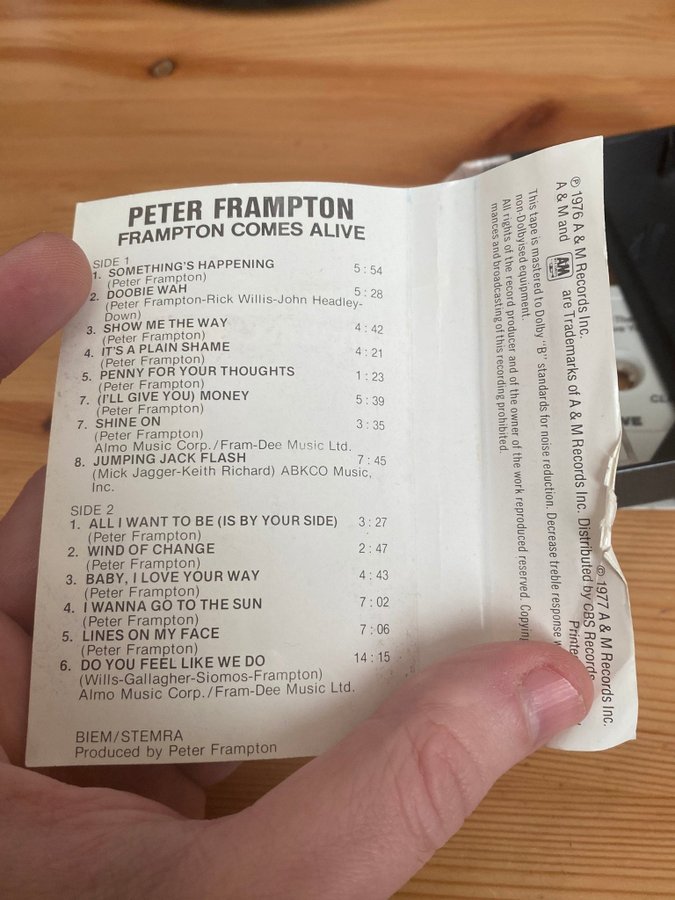 PETER FRAMPTON
FRAMPTON COMES ALIVE
SIDE 1
1. SOMETHING'S HAPPENING 5:54
(Peter Frampton)
2. DOOBIE WAH 5:28
(Peter Frampton-Rick Willis-John Headley-
Down)
3. SHOW ME THE WAY 4:42
(Peter Frampton)
4. IT'S A PLAIN SHAME 4:21
(Peter Frampton)
5. PENNY FOR YOUR THOUGHTS 1:23
(Peter Frampton)
7. (I'LL GIVE YOU) MONEY 5:39
(Peter Frampton)
7. SHINE ON 3:35
(Peter Frampton)
Almo Music Corp./Fram-Dee Music Ltd.
8. JUMPING JACK FLASH 7:45
(Mick Jagger-Keith Richard) ABKCO Music,
Inc.
SIDE 2
1. ALL I WANT TO BE (IS BY YOUR SIDE) 3:27
(Peter Frampton)
2. WIND OF CHANGE 2:47
(Peter Frampton)
3. BABY, I LOVE YOUR WAY 4:43
(Peter Frampton)
4. I WANNA GO TO THE SUN 7:02
(Peter Frampton)
5. LINES ON MY FACE 7:06
(Peter Frampton)
6. DO YOU FEEL LIKE WE DO 14:15
(Wills-Gallagher-Siomos-Frampton)
Almo Music Corp./Fram-Dee Music Ltd.
BIEM/STEMRA
Produced by Peter Frampton
℗ 1976 A & M Records Inc. © 1977 A & M Records Inc.
A & M and AM are Trademarks of A & M Records Inc. Distributed by CBS Records
Printe
This tape is mastered to Dolby "B" standards for noise reduction. Decrease treble response w
non-Dolbyised equipment.
All rights of the record producer and of the owner of the work reproduced reserved. Copying
mances and broadcasting of this recording prohibited.